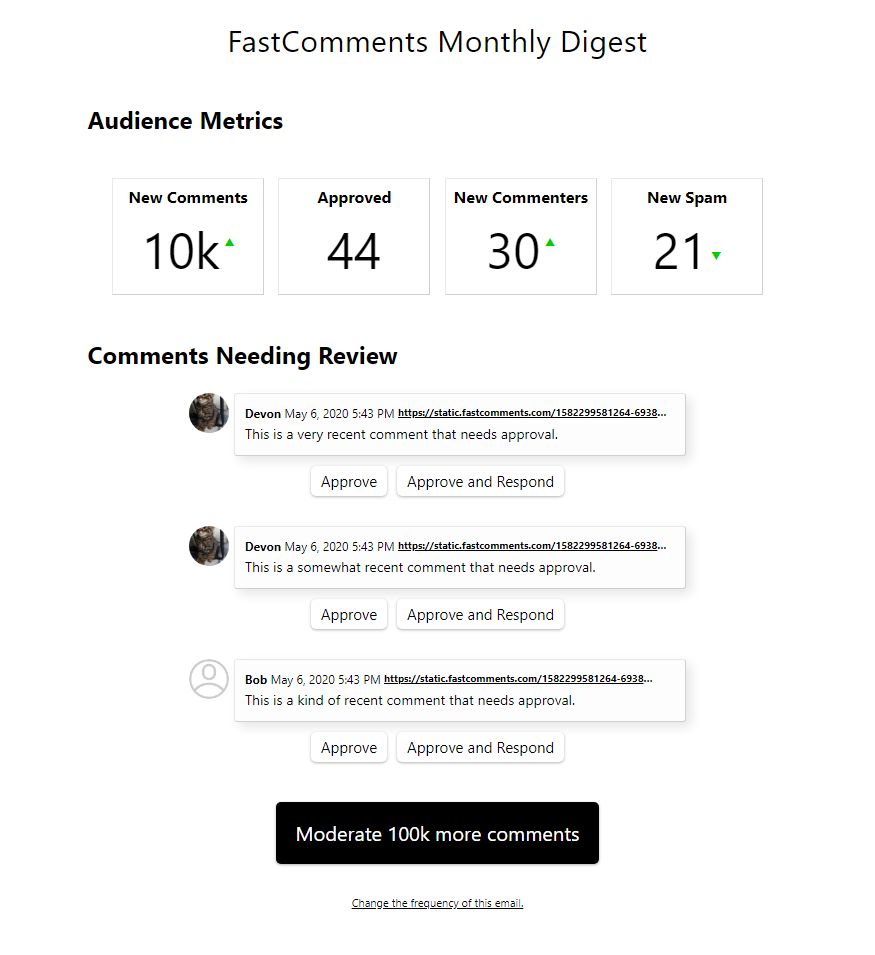 FastComments Monthly Digest
Audience Metrics
New Comments
10k
Approved
44
New Commenters
30
New Spam
21
Comments Needing Review
Devon May 6, 2020 5:43 PM https://static.fastcomments.com/1582299581264-6938...
This is a very recent comment that needs approval.
Approve
Approve and Respond
Devon May 6, 2020 5:43 PM https://static.fastcomments.com/1582299581264-6938...
This is a somewhat recent comment that needs approval.
Approve
Approve and Respond
Bob May 6, 2020 5:43 PM https://static.fastcomments.com/1582299581264-6938...
This is a kind of recent comment that needs approval.
Approve
Approve and Respond
Moderate 100k more comments
Change the frequency of this email.